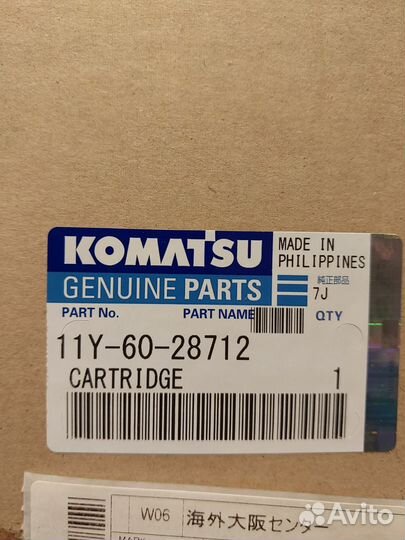 KOMATSU
MADE IN
PHILIPPINES
GENUINE PARTS
純正部品
7J
PART No.
PART NAME
QTY
11Y-60-28712
CARTRIDGE 1
W06 海外大阪センター
Avito